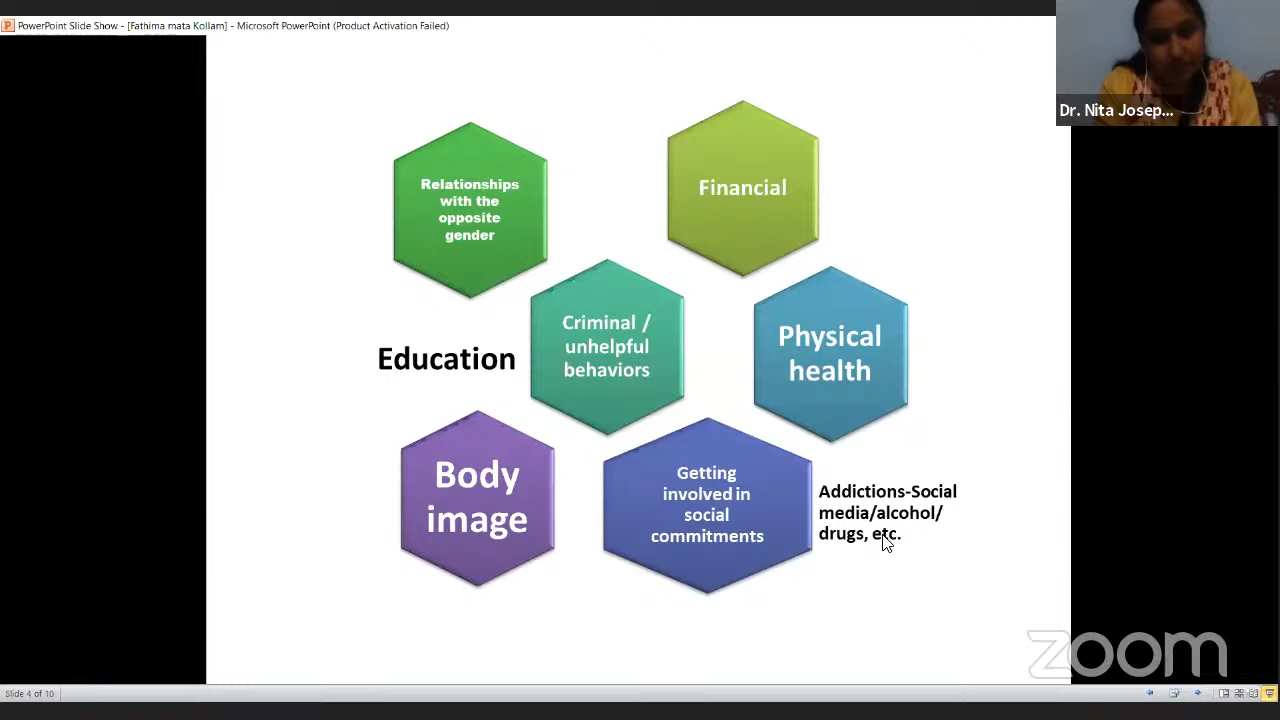 PowerPoint Slide Show - [Fathima mata Kollam] - Microsoft PowerPoint (Product Activation Failed)
Dr. Nita Josep...
Relationships
with the
opposite
gender
Financial
Criminal /
unhelpful
behaviors
Physical
health
Education
Body
image
Getting
involved in
social
commitments
Addictions-Social
media/alcohol/
drugs, etc.
zoom
Slide 4 of 10